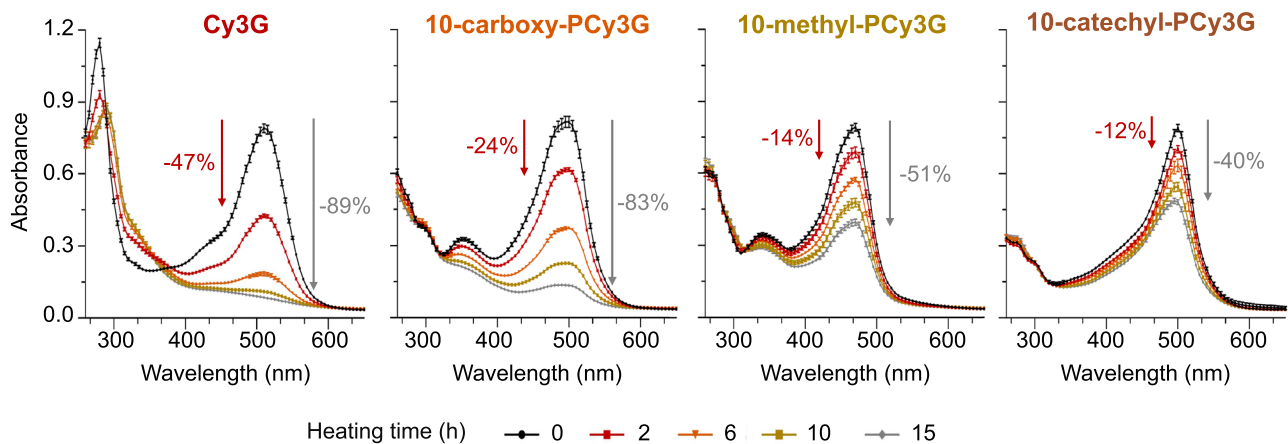 Cy3G 10-carboxy-PCy3G 10-methyl-PCy3G 10-catechyl-PCy3G
Absorbance
1.2
0.9
0.6
0.3
0.0
-47%
-89%
-24%
-83%
-14%
-51%
-12%
-40%
300 400 500 600 300 400 500 600 300 400 500 600 300 400 500 600
Wavelength (nm) Wavelength (nm) Wavelength (nm) Wavelength (nm)
Heating time (h) 0 2 6 10 15